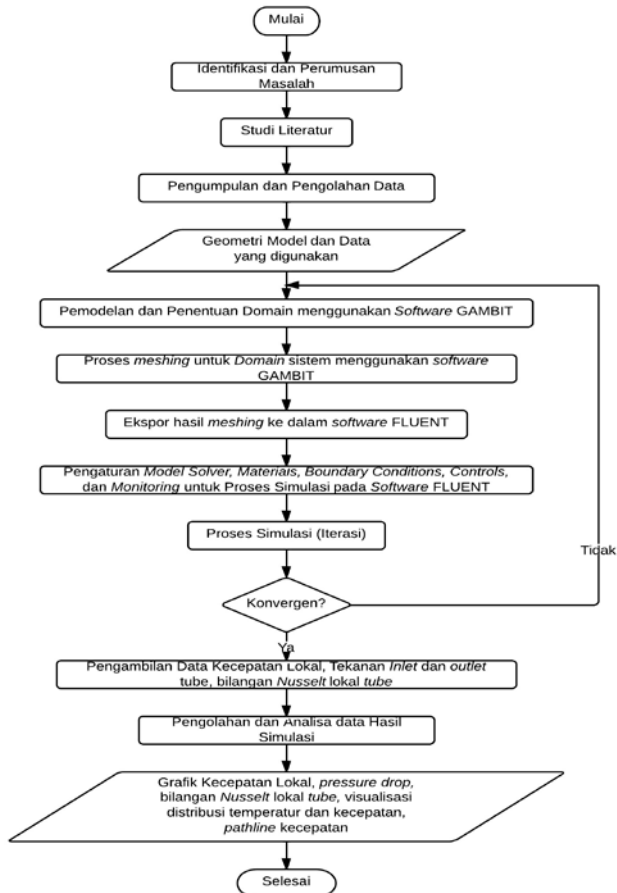 Mulai
Identifikasi dan Perumusan
Masalah
Studi Literatur
Pengumpulan dan Pengolahan Data
Geometri Model dan Data
yang digunakan
Pemodelan dan Penentuan Domain menggunakan Software GAMBIT
Proses meshing untuk Domain sistem menggunakan software
GAMBIT
Ekspor hasil meshing ke dalam software FLUENT
Pengaturan Model Solver, Materials, Boundary Conditions, Controls,
dan Monitoring untuk Proses Simulasi pada Software FLUENT
Proses Simulasi (Iterasi)
Tidak
Konvergen?
Ya
Pengambilan Data Kecepatan Lokal, Tekanan Inlet dan outlet
tube, bilangan Nusselt lokal tube
Pengolahan dan Analisa data Hasil
Simulasi
Grafik Kecepatan Lokal, pressure drop,
bilangan Nusselt lokal tube, visualisasi
distribusi temperatur dan kecepatan,
pathline kecepatan
Selesai